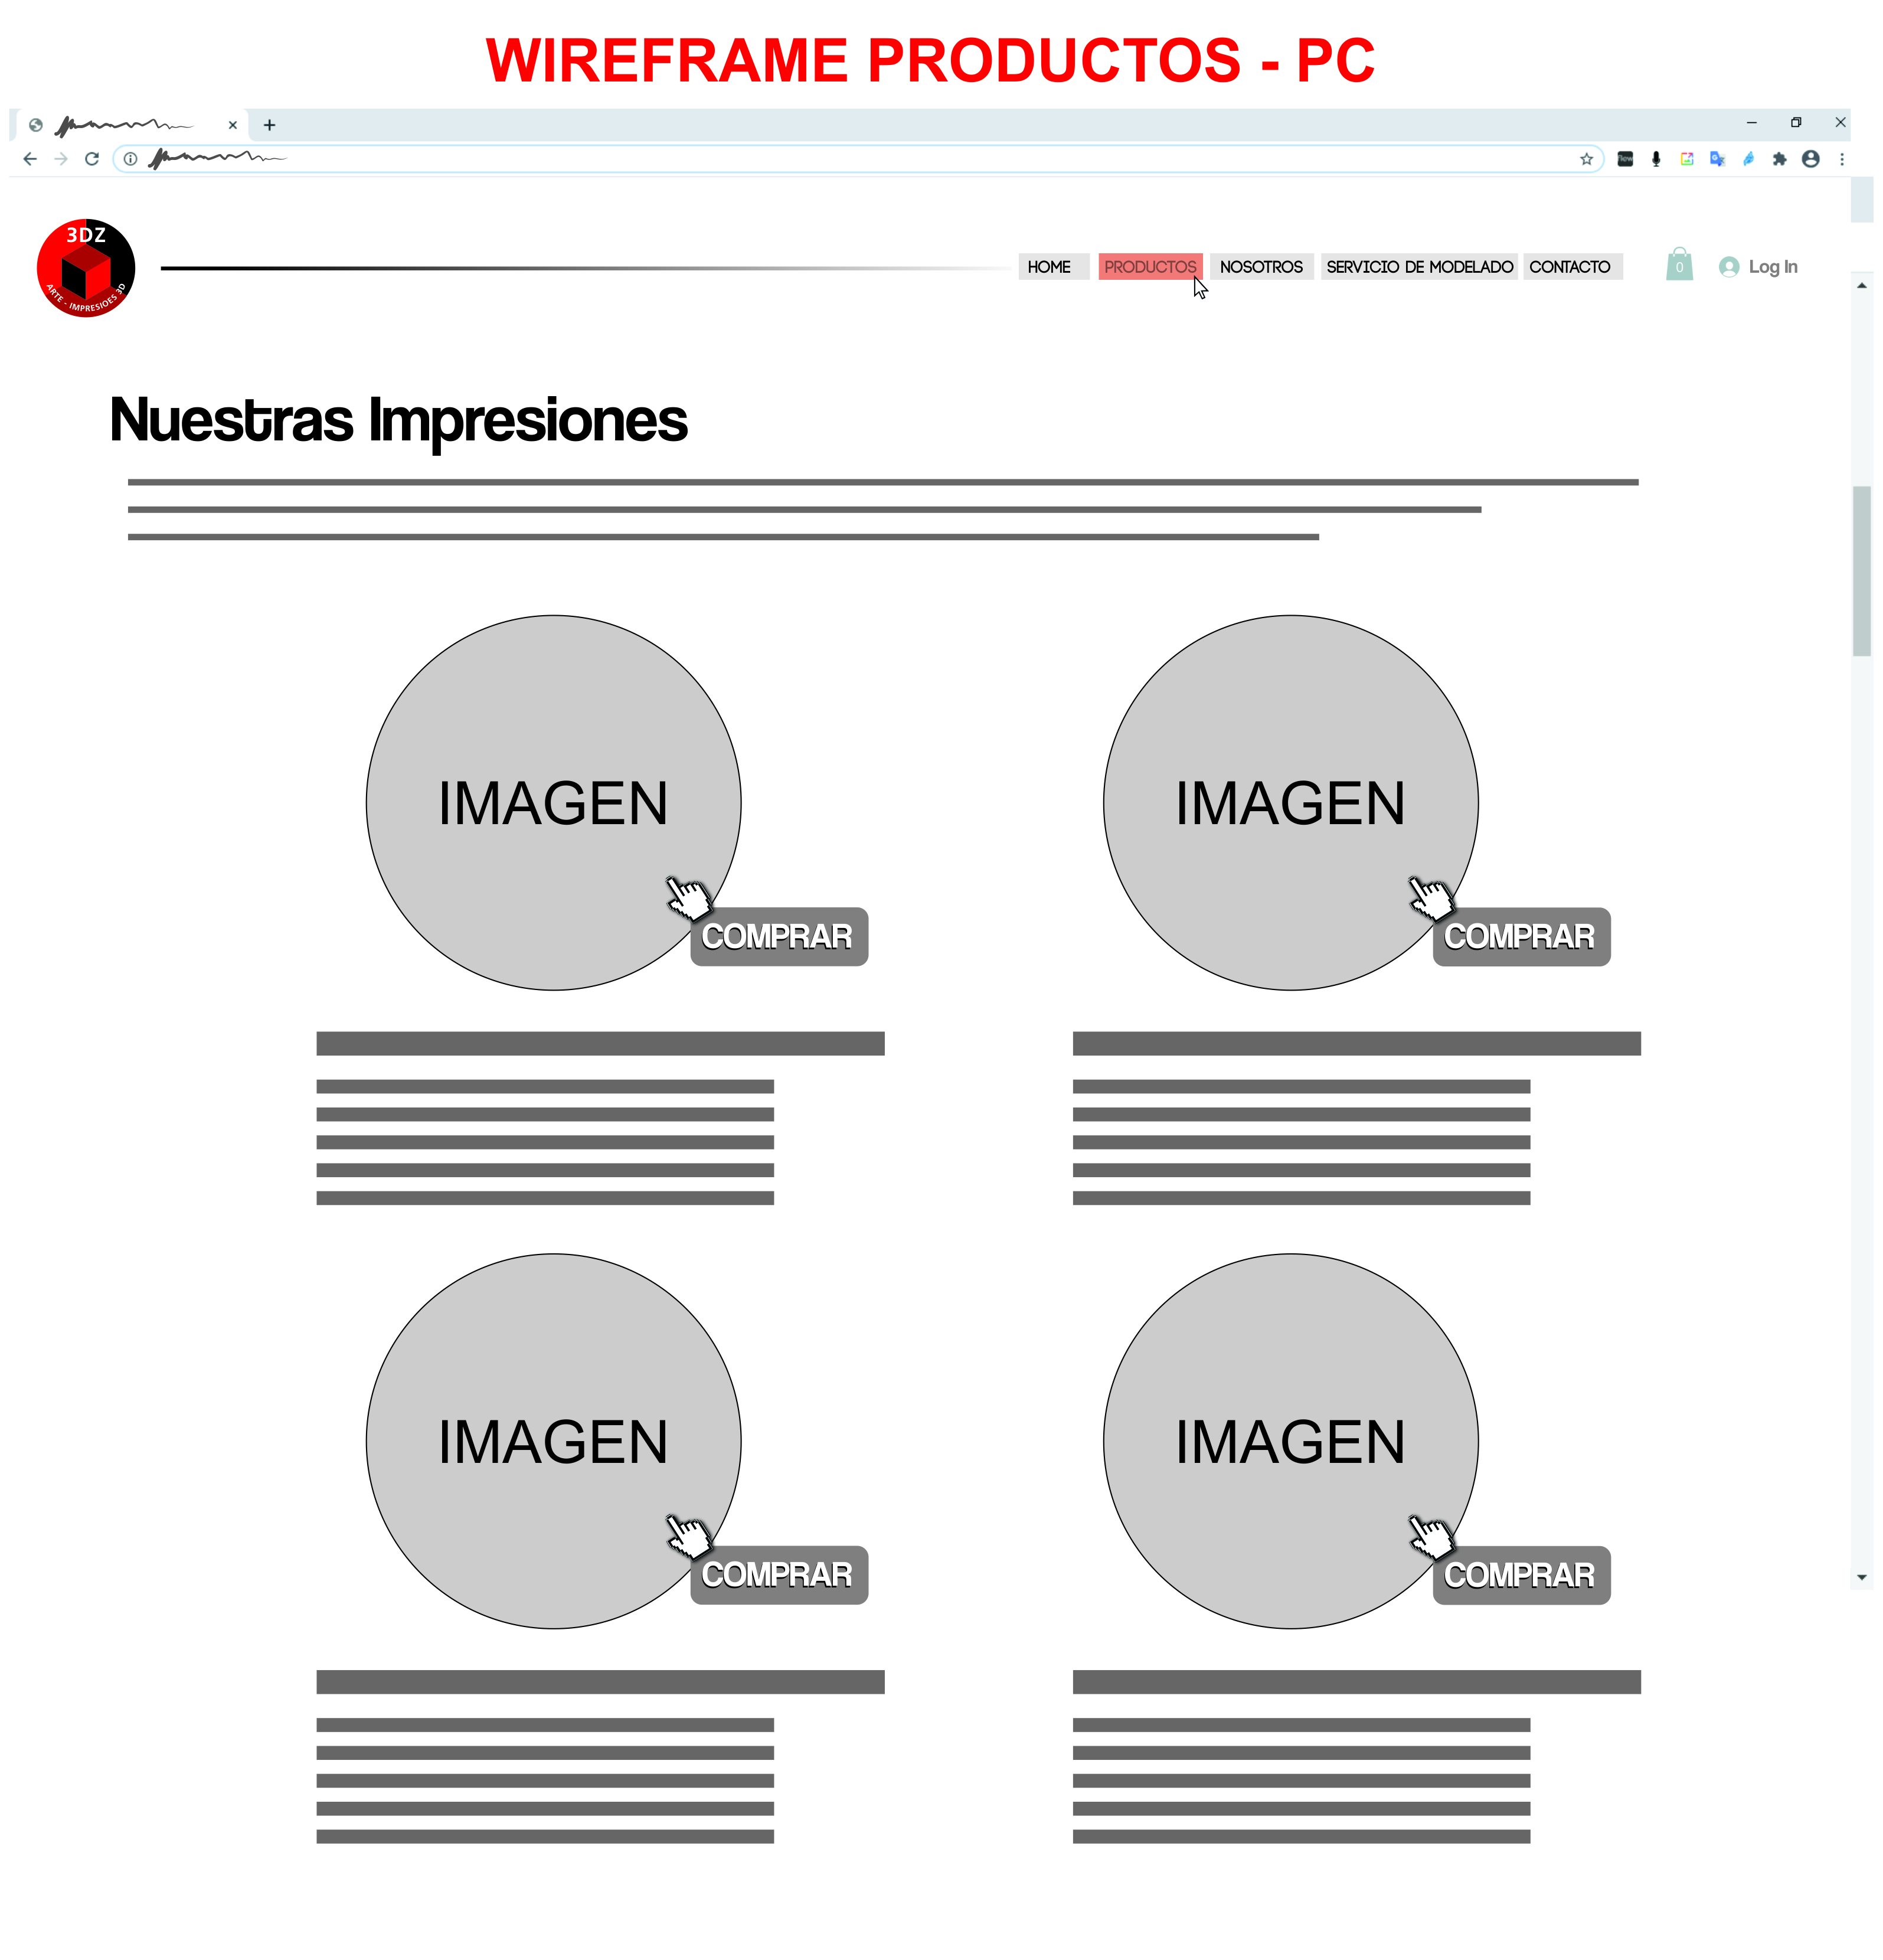 WIREFRAME PRODUCTOS - PC
flow
3DZ
ARTE - IMPRESIOES 3D
HOME PRODUCTOS NOSOTROS SERVICIO DE MODELADO CONTACTO 0 Log In
Nuestras Impresiones
IMAGEN IMAGEN
COMPRAR COMPRAR
IMAGEN IMAGEN
COMPRAR COMPRAR